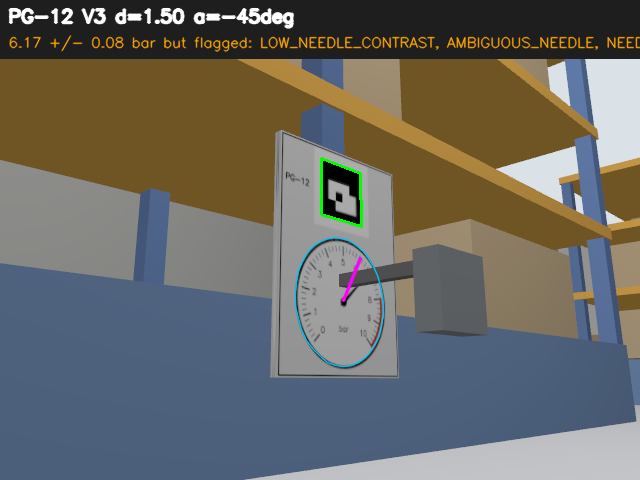 PG-12 V3 d=1.50 a=-45deg
6.17 +/- 0.08 bar but flagged: LOW_NEEDLE_CONTRAST, AMBIGUOUS_NEEDLE, NEED
PG-12
4 5
3
2 8
1 9
0 bar 10